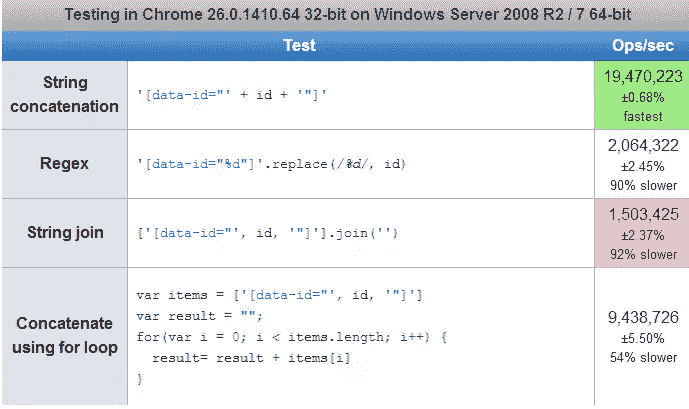 Testing in Chrome 26.0.1410.64 32-bit on Windows Server 2008 R2 / 7 64-bit
Test Ops/sec
String concatenation
'[data-id="' + id + '"]'
19,470,223
±0.68%
fastest
Regex
'[data-id="%d"]'.replace(/%d/, id)
2,064,322
±2.45%
90% slower
String join
['[data-id="', id, '"]'].join('')
1,503,425
±2.37%
92% slower
Concatenate
using for loop
var items = ['[data-id="', id, '"]']
var result = "";
for(var i = 0; i < items.length; i++) {
result= result + items[i]
}
9,438,726
±5.50%
54% slower